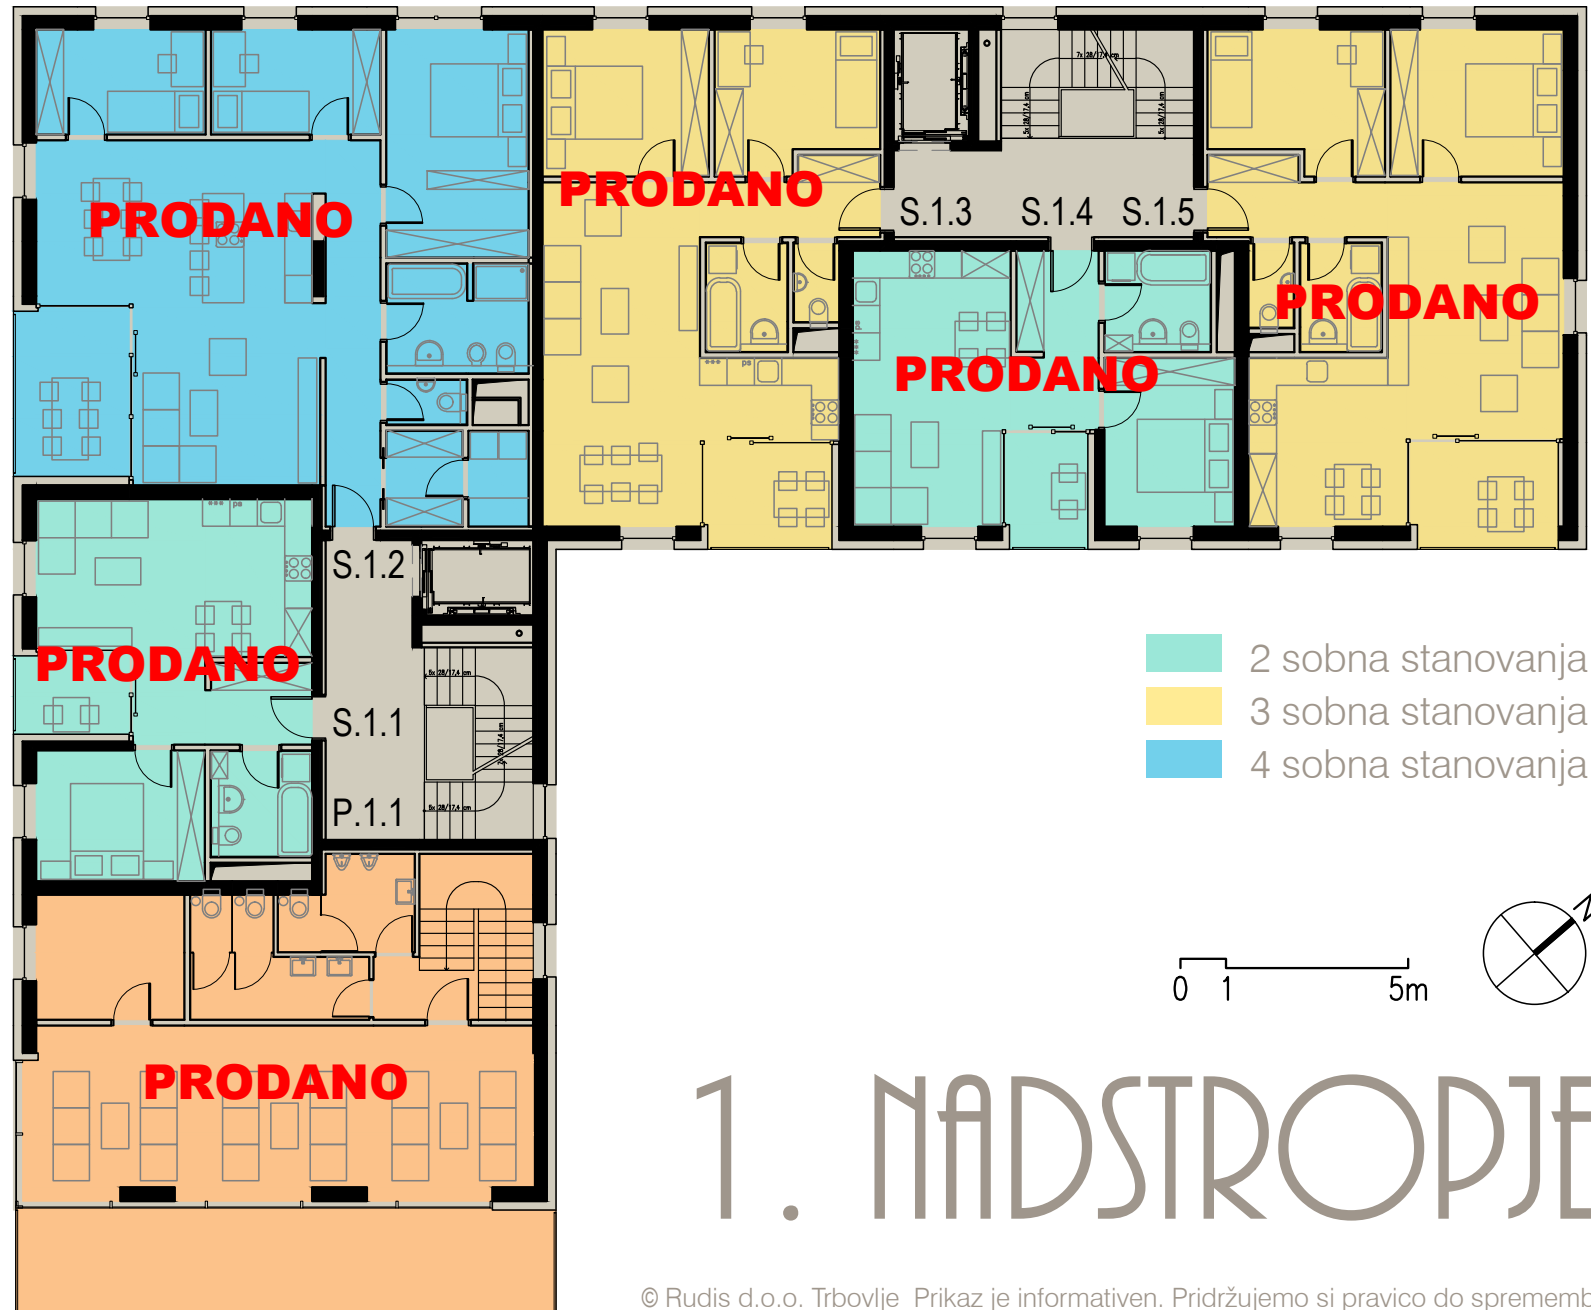 PRODANO
PRODANO
S.1.3
S.1.4
S.1.5
PRODANO
PRODANO
S.1.2
PRODANO
S.1.1
P.1.1
2 sobna stanovanja
3 sobna stanovanja
4 sobna stanovanja
N
0 1 5m
PRODANO
1. NADSTROPJE
© Rudis d.o.o. Trbovlje Prikaz je informativen. Pridržujemo si pravico do sprememb